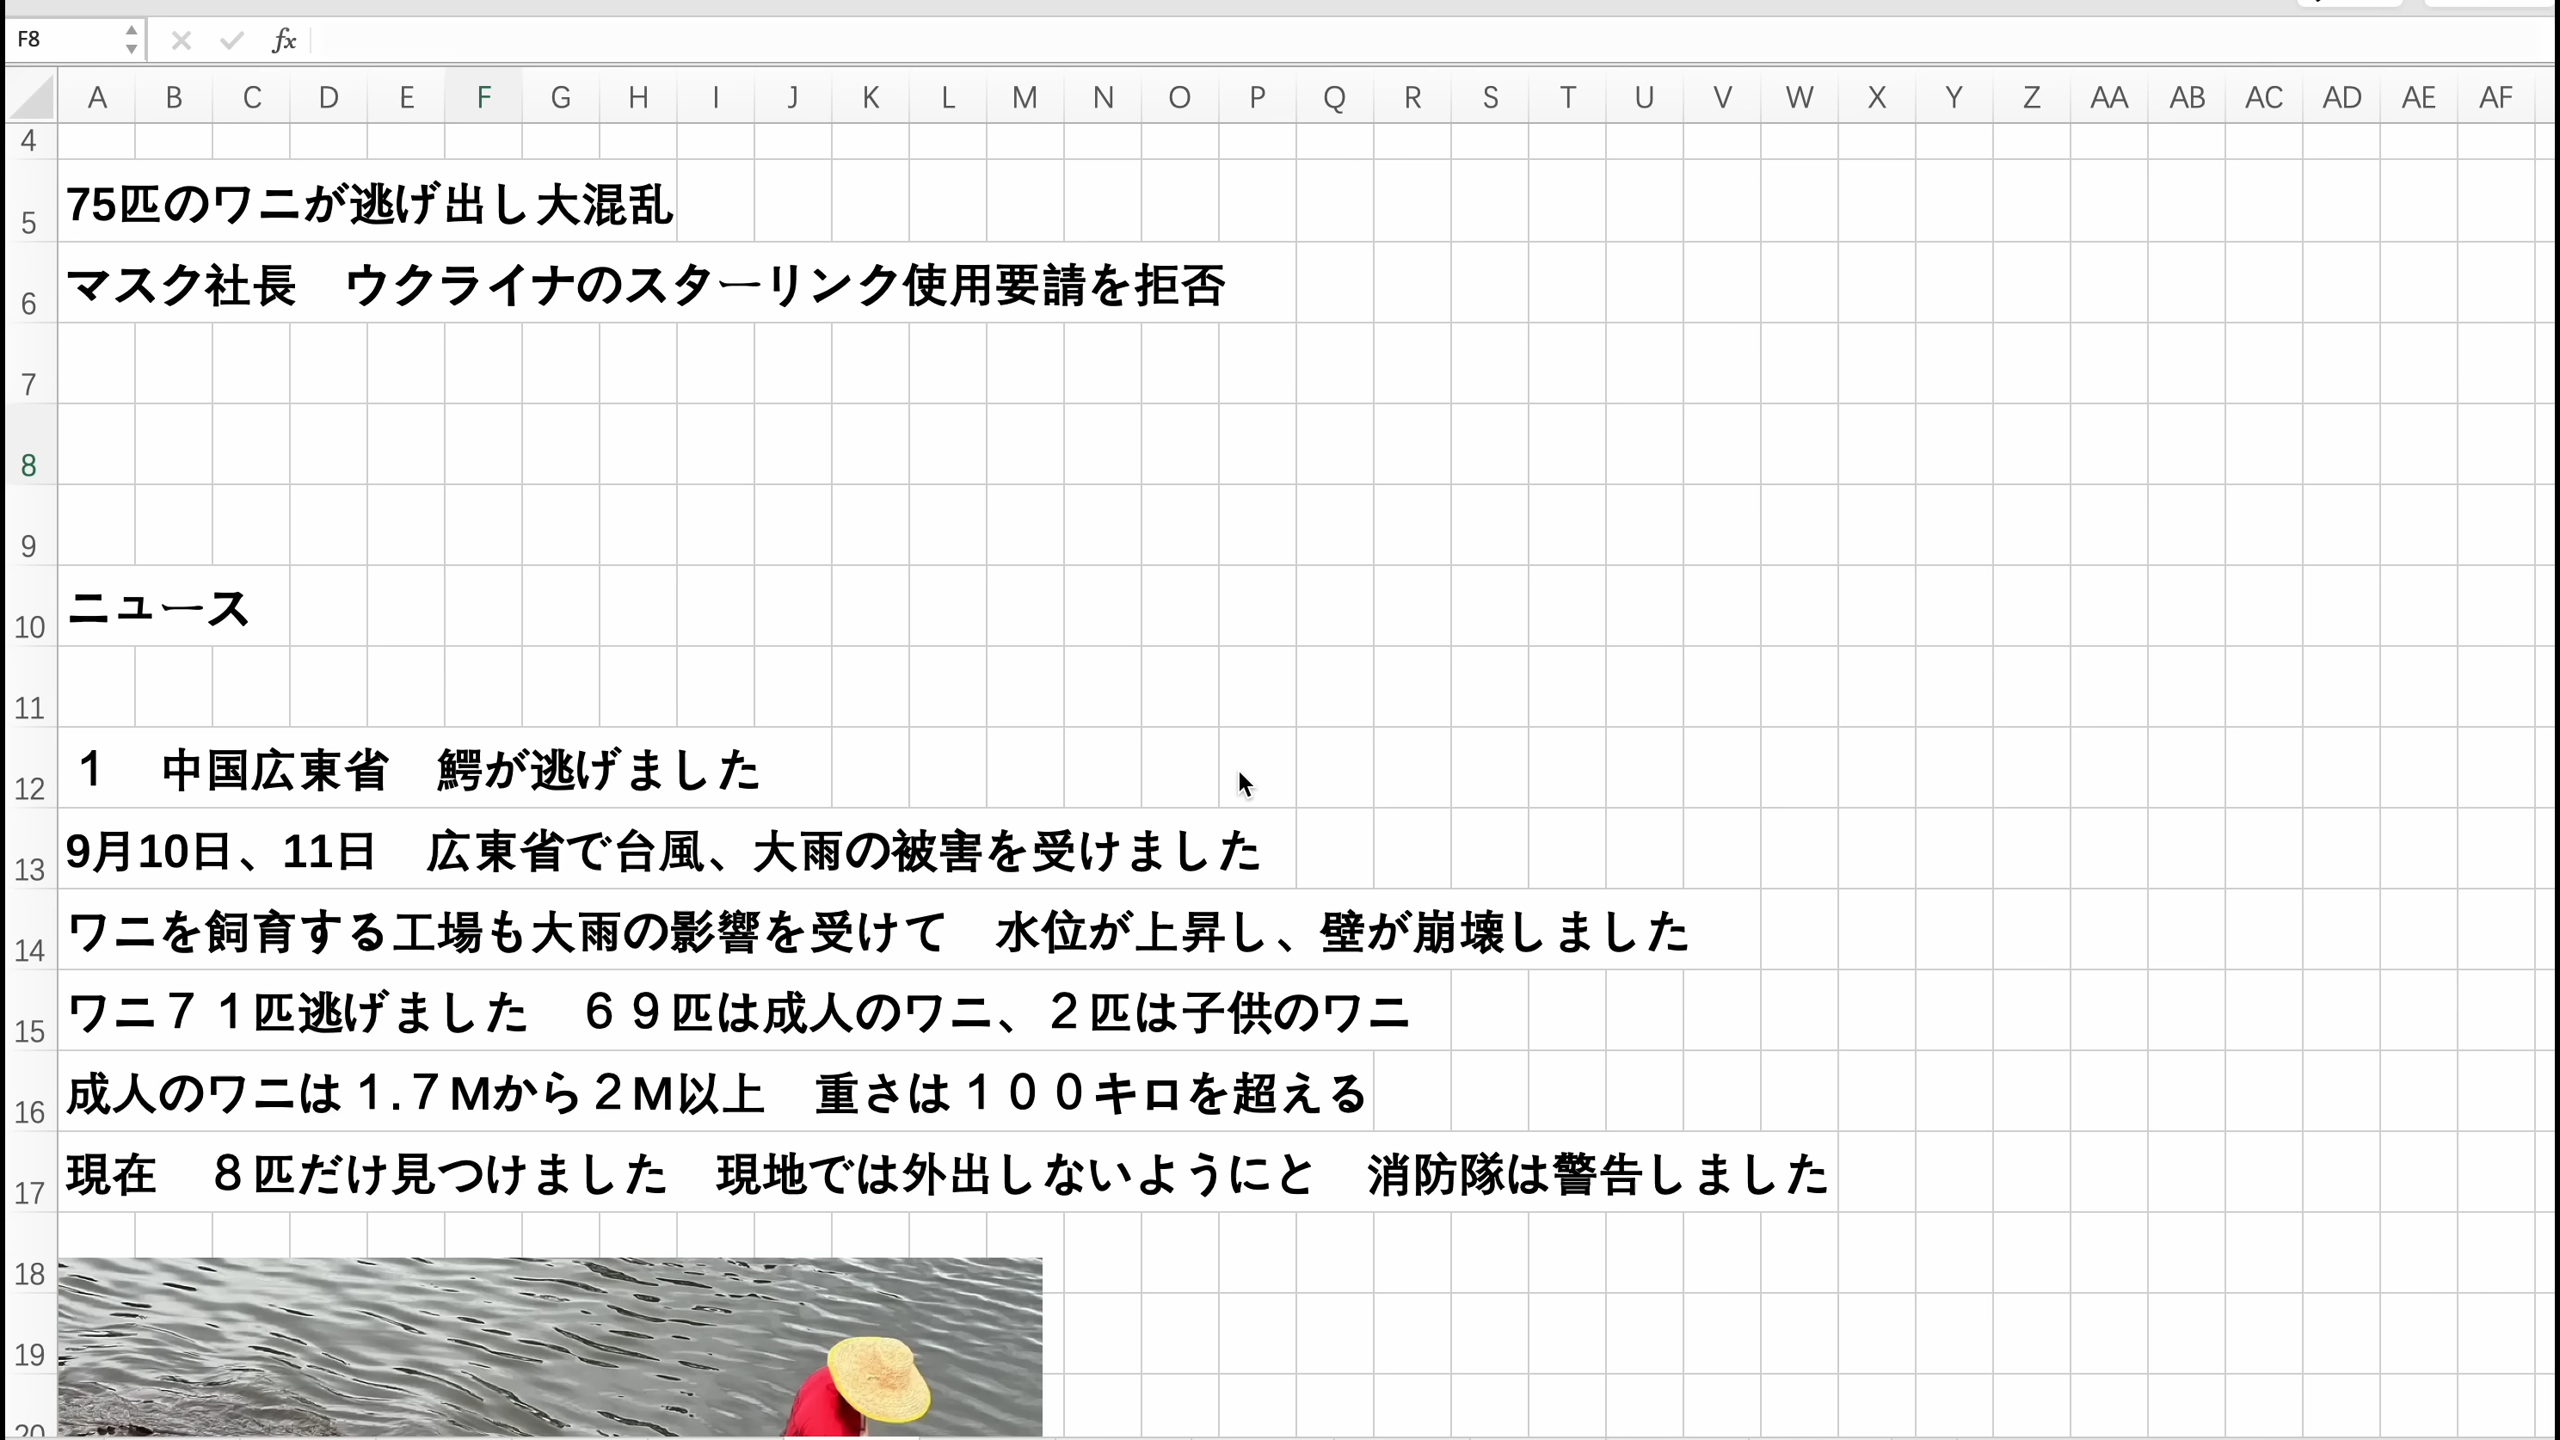 F8
fx
A B C D E F G H I J K L M N O P Q R S T U V W X Y Z AA AB AC AD AE AF
4
5 75匹のワニが逃げ出し大混乱
6 マスク社長　ウクライナのスターリンク使用要請を拒否
7
8
9
10 ニュース
11
12 １　中国広東省　鰐が逃げました
13 9月10日、11日　広東省で台風、大雨の被害を受けました
14 ワニを飼育する工場も大雨の影響を受けて　水位が上昇し、壁が崩壊しました
15 ワニ７１匹逃げました　６９匹は成人のワニ、２匹は子供のワニ
16 成人のワニは１.７Mから２M以上　重さは１００キロを超える
17 現在　８匹だけ見つけました　現地では外出しないようにと　消防隊は警告しました
18
19
20